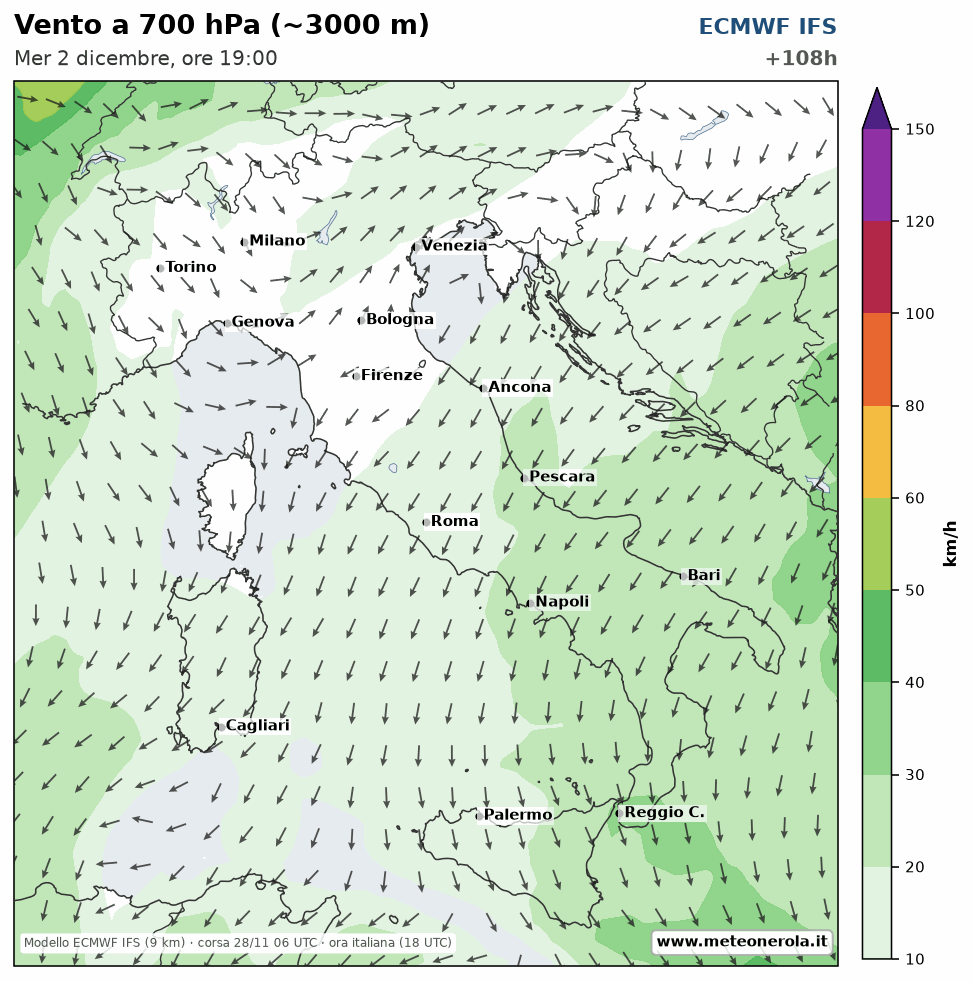 Vento a 700 hPa (~3000 m)
ECMWF IFS
Mer 2 dicembre, ore 19:00
+108h
Venezia
Milano
Torino
Bologna
Genova
Firenze
Ancona
Pescara
Roma
Bari
Napoli
Cagliari
Palermo
Reggio C.
150
120
100
80
60
50
40
30
20
10
km/h
Modello ECMWF IFS (9 km) · corsa 28/11 06 UTC · ora italiana (18 UTC)
www.meteonerola.it